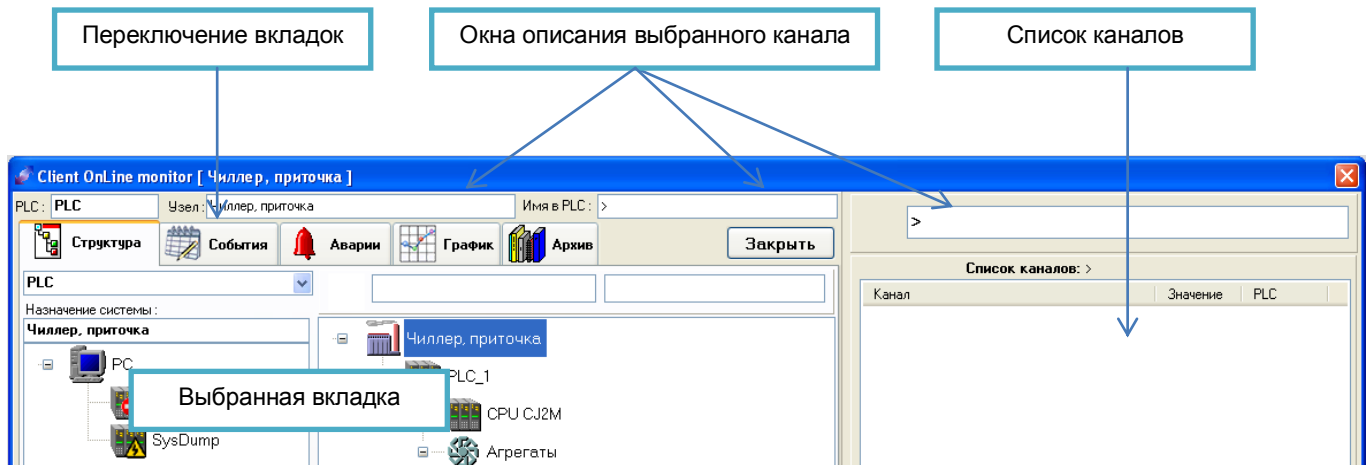 Переключение вкладок
Окна описания выбранного канала
Список каналов
Client OnLine monitor [ Чиллер, приточка ]
PLC: PLC Узел: Чиллер, приточка Имя в PLC: >
>
Структура События Аварии График Архив Закрыть
Список каналов: >
PLC
Канал Значение PLC
Назначение системы:
Чиллер, приточка
Чиллер, приточка
PC
PLC_1
Выбранная вкладка
CPU CJ2M
SysDump
Агрегаты